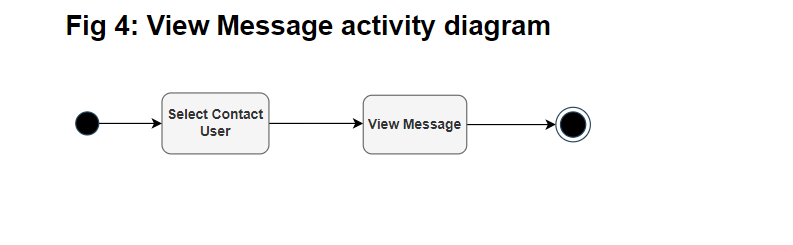 Fig 4: View Message activity diagram
Select Contact
User
View Message